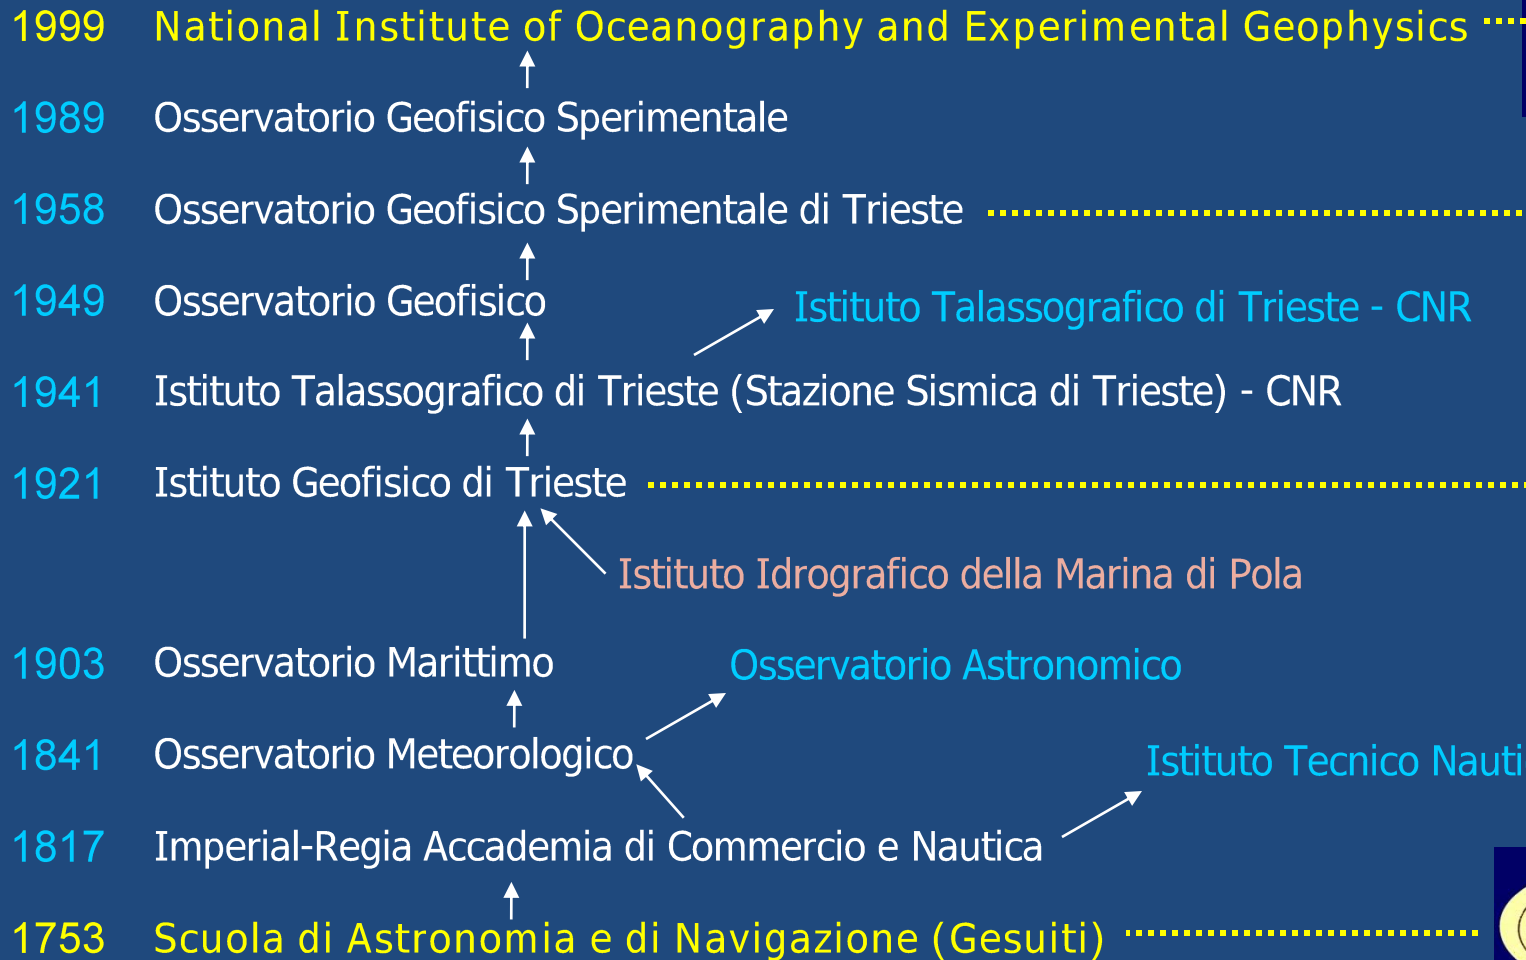 1999 National Institute of Oceanography and Experimental Geophysics
1989 Osservatorio Geofisico Sperimentale
1958 Osservatorio Geofisico Sperimentale di Trieste
1949 Osservatorio Geofisico
Istituto Talassografico di Trieste - CNR
1941 Istituto Talassografico di Trieste (Stazione Sismica di Trieste) - CNR
1921 Istituto Geofisico di Trieste
Istituto Idrografico della Marina di Pola
1903 Osservatorio Marittimo
Osservatorio Astronomico
1841 Osservatorio Meteorologico
Istituto Tecnico Nauti
1817 Imperial-Regia Accademia di Commercio e Nautica
1753 Scuola di Astronomia e di Navigazione (Gesuiti)